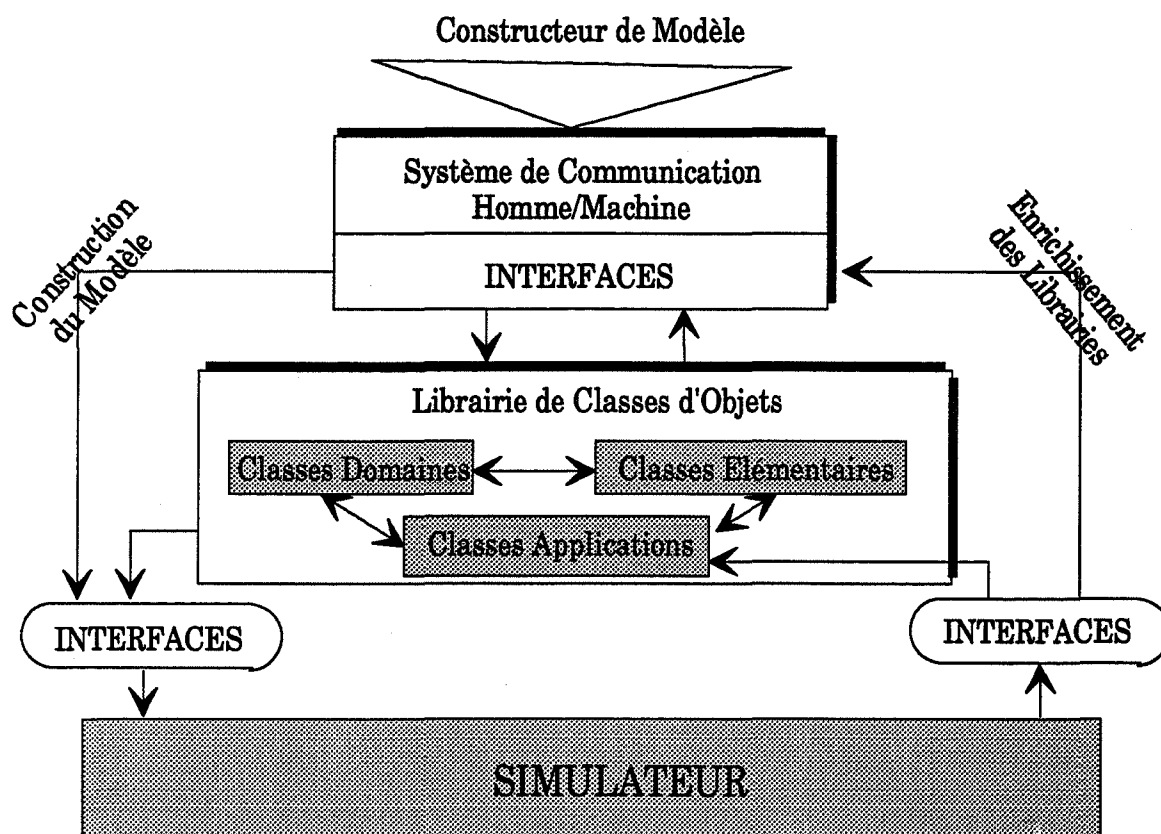 Constructeur de Modèle
Système de Communication
Homme/Machine
INTERFACES
Construction
du Modèle
Enrichissement
des Librairies
Librairie de Classes d'Objets
Classes Domaines
Classes Elémentaires
Classes Applications
INTERFACES
INTERFACES
SIMULATEUR